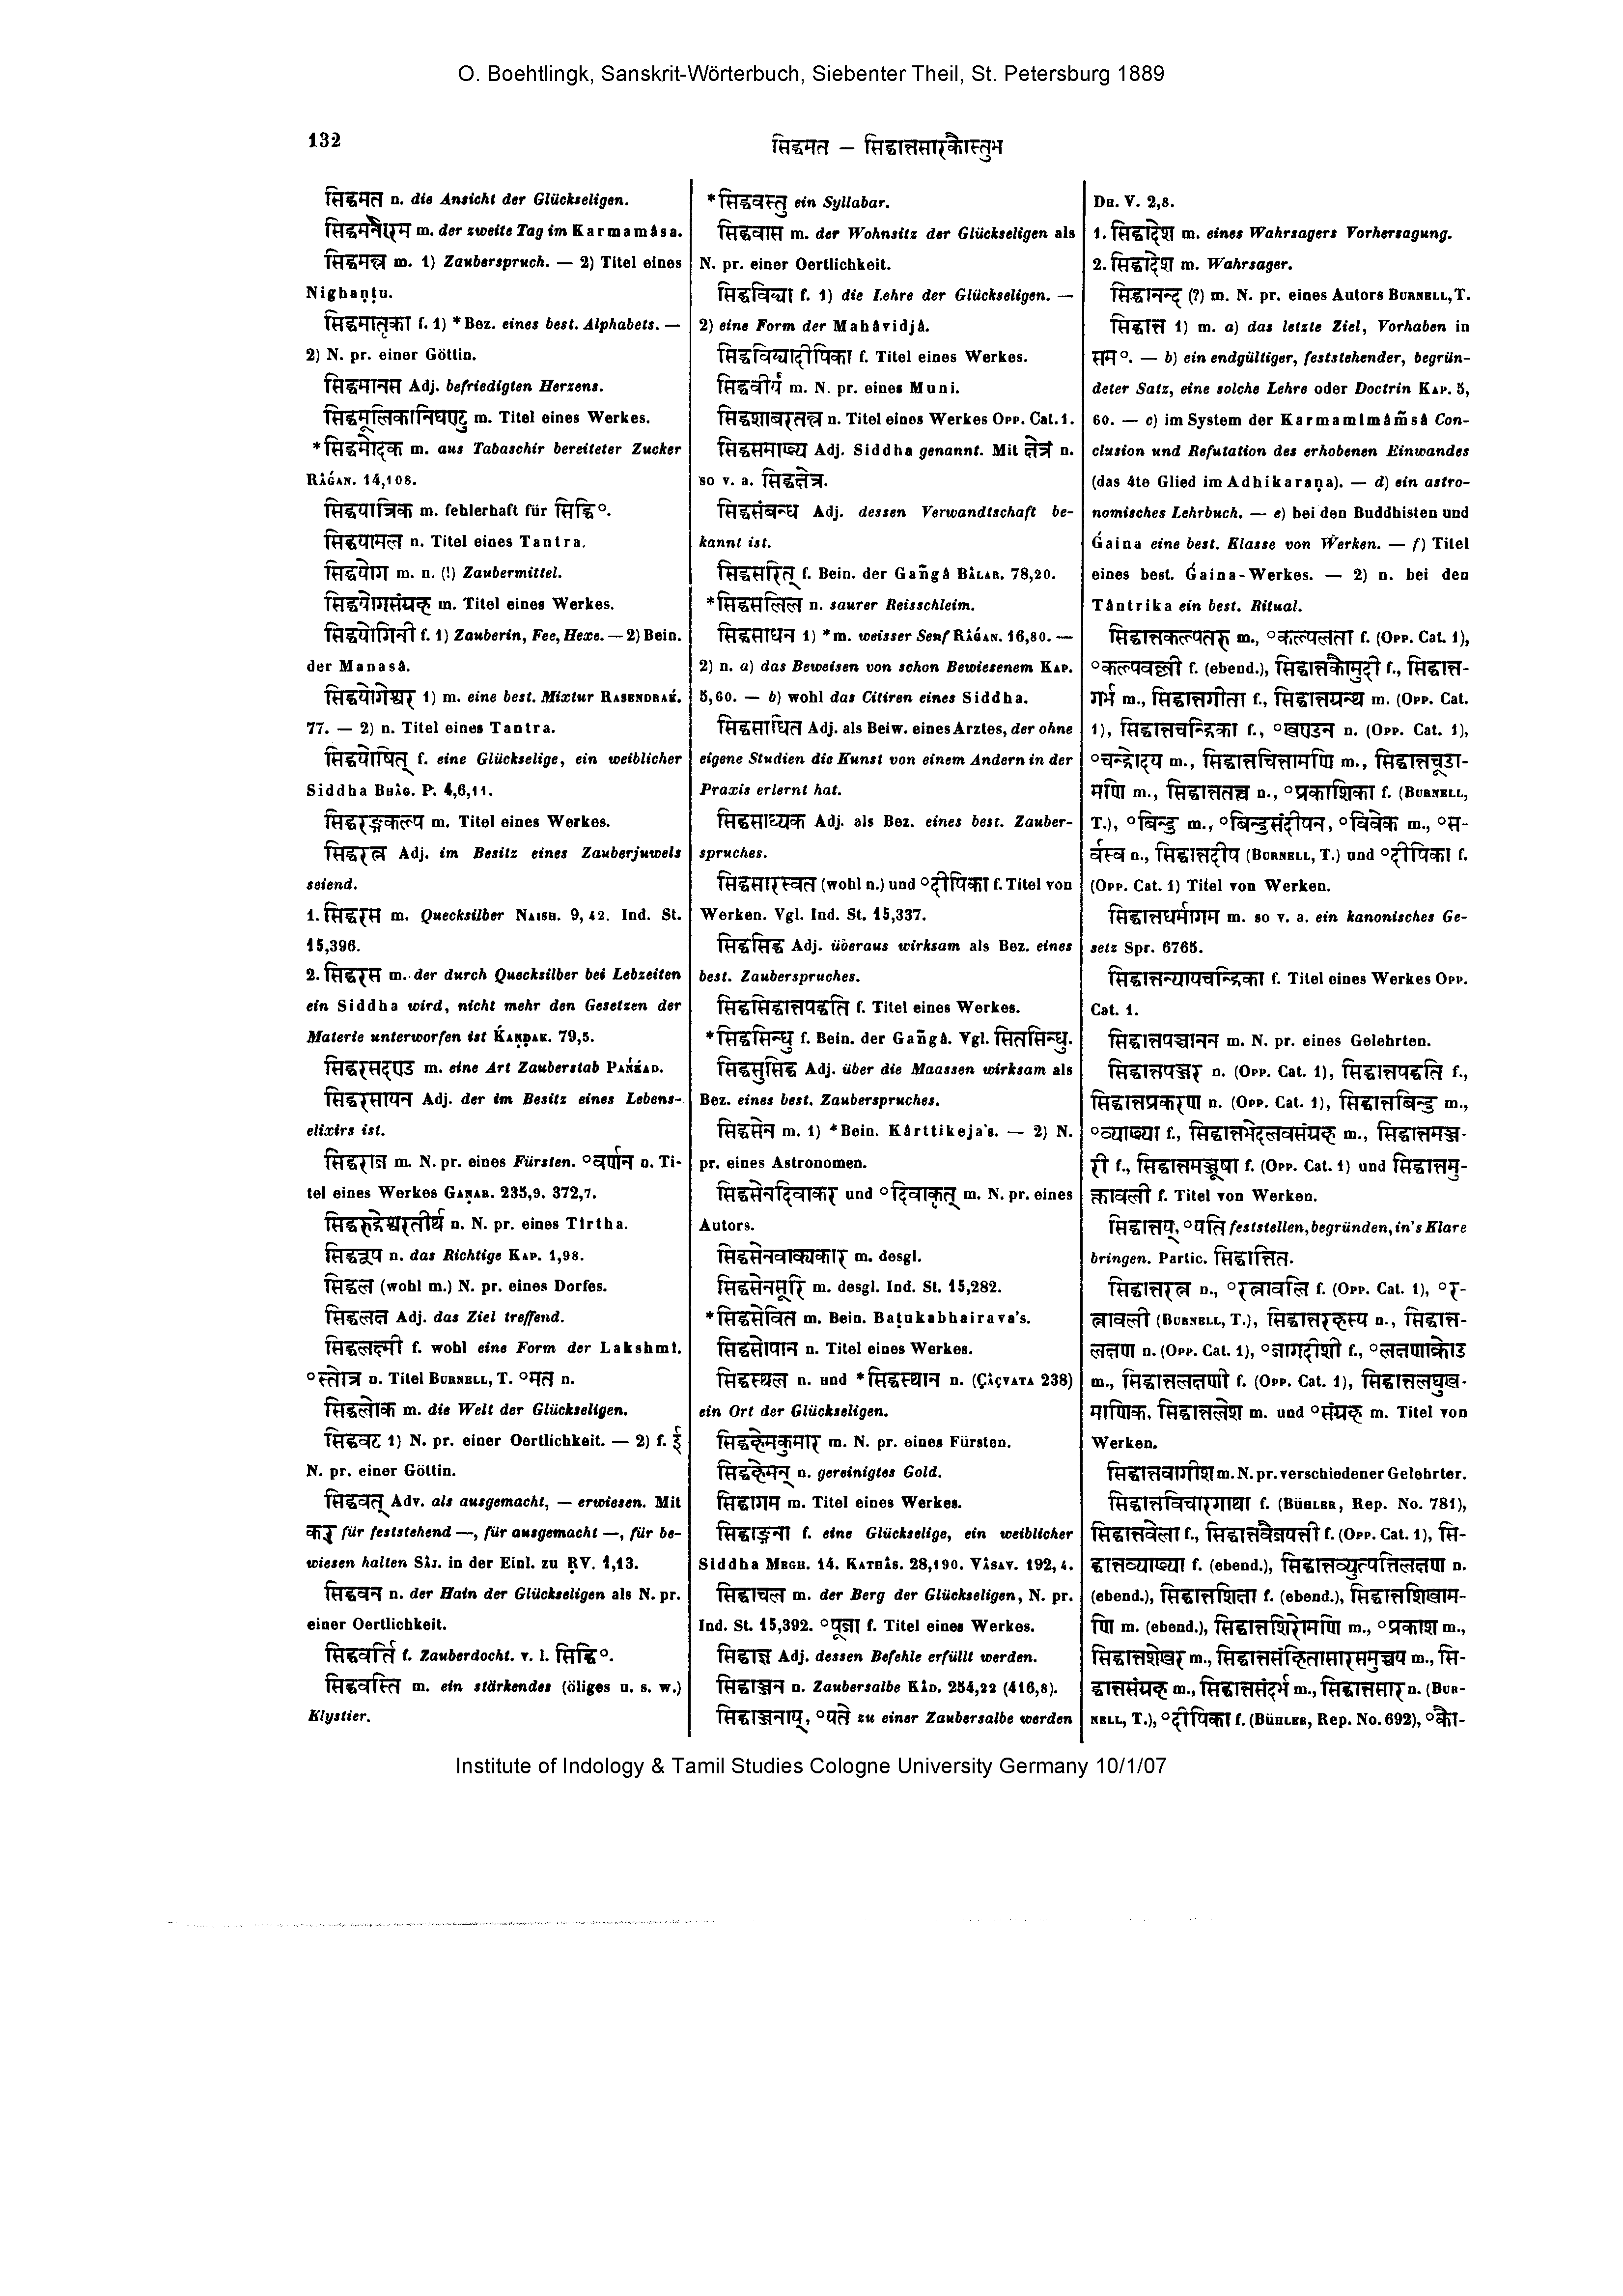 O. Boehtlingk, Sanskrit-Wörterbuch, Siebenter Theil, St. Petersburg 1889
132
सिद्धमत — सिद्धान्तसारकौस्तुभ
सिद्धमत n. die Ansicht der Glückseligen.
सिद्धमनोरम m. der zweite Tag im Karmamâsa.
सिद्धमन्त्र m. 1) Zauberspruch. — 2) Titel eines
Nighaṇṭu.
सिद्धमातृका f. 1) *Bez. eines best. Alphabets. —
2) N. pr. einer Göttin.
सिद्धमानस Adj. befriedigten Herzens.
सिद्धमूलिकानिघण्टु m. Titel eines Werkes.
*सिद्धमोदक m. aus Tabaschir bereiteter Zucker
Râǵan. 14,108.
सिद्धयात्रिक m. fehlerhaft für सिद्धि°.
सिद्धयामल n. Titel eines Tantra.
सिद्धयोग m. n. (!) Zaubermittel.
सिद्धयोगसंग्रह m. Titel eines Werkes.
सिद्धयोगिनी f. 1) Zauberin, Fee, Hexe. — 2) Bein.
der Manasâ.
सिद्धयोगेश्वर 1) m. eine best. Mixtur Rasendraḱ.
77. — 2) n. Titel eines Tantra.
सिद्धयोषित् f. eine Glückselige, ein weiblicher
Siddha Bhâg. P. 4,6,11.
सिद्धरङ्गकल्प m. Titel eines Werkes.
सिद्धरत्न Adj. im Besitz eines Zauberjuwels
seiend.
1. सिद्धरस m. Quecksilber Naish. 9,42. Ind. St.
15,396.
2. सिद्धरस m. der durch Quecksilber bei Lebzeiten
ein Siddha wird, nicht mehr den Gesetzen der
Materie unterworfen ist Ḱaṇḍak. 79,5.
सिद्धरसदण्ड m. eine Art Zauberstab Pańḱad.
सिद्धरसायन Adj. der im Besitz eines Lebens-
elixirs ist.
सिद्धराज m. N. pr. eines Fürsten. °वर्णन n. Ti-
tel eines Werkes Gaṇar. 235,9. 372,7.
सिद्धरुद्रेश्वरतीर्थ n. N. pr. eines Tîrtha.
सिद्धरूप n. das Richtige Kap. 1,98.
सिद्धल (wohl m.) N. pr. eines Dorfes.
सिद्धलक्ष Adj. das Ziel treffend.
सिद्धलक्ष्मी f. wohl eine Form der Lakshmî.
°स्तोत्र n. Titel Burnell, T. °मत n.
सिद्धलोक m. die Welt der Glückseligen.
सिद्धवट 1) N. pr. einer Oertlichkeit. — 2) f. ई
N. pr. einer Göttin.
सिद्धवत् Adv. als ausgemacht, — erwiesen. Mit
कर् für feststehend —, für ausgemacht —, für be-
wiesen halten Sâs. in der Einl. zu ṚV. 1,13.
सिद्धवन n. der Hain der Glückseligen als N. pr.
einer Oertlichkeit.
सिद्धवर्ति f. Zauberdocht. v. l. सिद्धि°.
सिद्धवस्ति m. ein stärkendes (öliges u. s. w.)
Klystier.
*सिद्धवस्तु ein Syllabar.
सिद्धवास m. der Wohnsitz der Glückseligen als
N. pr. einer Oertlichkeit.
सिद्धविद्या f. 1) die Lehre der Glückseligen. —
2) eine Form der Mahâvidjâ.
सिद्धविद्यादीपिका f. Titel eines Werkes.
सिद्धवीर्य m. N. pr. eines Muni.
सिद्धशाबरतन्त्र n. Titel eines Werkes Opp. Cat. 1.
सिद्धसमाख्य Adj. Siddha genannt. Mit क्षेत्र n.
so v. a. सिद्धक्षेत्र.
सिद्धसंबन्ध Adj. dessen Verwandtschaft be-
kannt ist.
सिद्धसरित् f. Bein. der Gañgâ Bâlar. 78,20.
*सिद्धसलिल n. saurer Reisschleim.
सिद्धसाधन 1) *m. weisser Senf Râǵan. 16,80. —
2) n. a) das Beweisen von schon Bewiesenem Kap.
5,60. — b) wohl das Citiren eines Siddha.
सिद्धसाधित Adj. als Beiw. eines Arztes, der ohne
eigene Studien die Kunst von einem Andern in der
Praxis erlernt hat.
सिद्धसाध्यक Adj. als Bez. eines best. Zauber-
spruches.
सिद्धसारस्वत (wohl n.) und °दीपिका f. Titel von
Werken. Vgl. Ind. St. 15,337.
सिद्धसिद्ध Adj. überaus wirksam als Bez. eines
best. Zauberspruches.
सिद्धसिद्धान्तपद्धति f. Titel eines Werkes.
*सिद्धसिन्धु f. Bein. der Gañgâ. Vgl. सितसिन्धु.
सिद्धसुसिद्ध Adj. über die Maassen wirksam als
Bez. eines best. Zauberspruches.
सिद्धसेन m. 1) *Bein. Kârttikeja's. — 2) N.
pr. eines Astronomen.
सिद्धसेनदिवाकर und °दिवाकृत् m. N. pr. eines
Autors.
सिद्धसेनवाक्यकार m. desgl.
सिद्धसेनसूरि m. desgl. Ind. St. 15,282.
*सिद्धसेवित m. Bein. Baṭukabhairava's.
सिद्धसोपान n. Titel eines Werkes.
सिद्धस्थल n. und *सिद्धस्थान n. (Çâçvata 238)
ein Ort der Glückseligen.
सिद्धहेमकुमार m. N. pr. eines Fürsten.
सिद्धहेमन् n. gereinigtes Gold.
सिद्धागम m. Titel eines Werkes.
सिद्धाङ्गना f. eine Glückselige, ein weiblicher
Siddha Megh. 14. Kathâs. 28,190. Vâsav. 192,4.
सिद्धाचल m. der Berg der Glückseligen, N. pr.
Ind. St. 15,392. °पूजा f. Titel eines Werkes.
सिद्धाज्ञ Adj. dessen Befehle erfüllt werden.
सिद्धाञ्जन n. Zaubersalbe Kâd. 254,22 (416,8).
सिद्धाञ्जनाय्, °यते zu einer Zaubersalbe werden
Dh. V. 2,8.
1. सिद्धादेश m. eines Wahrsagers Vorhersagung.
2. सिद्धादेश m. Wahrsager.
सिद्धानन्द (?) m. N. pr. eines Autors Burnell, T.
सिद्धान्त 1) m. a) das letzte Ziel, Vorhaben in
सम°. — b) ein endgültiger, feststehender, begrün-
deter Satz, eine solche Lehre oder Doctrin Kap. 5,
60. — c) im System der Karmamîmâm̃sâ Con-
clusion und Refutation des erhobenen Einwandes
(das 4te Glied im Adhikaraṇa). — d) ein astro-
nomisches Lehrbuch. — e) bei den Buddhisten und
Ǵaina eine best. Klasse von Werken. — f) Titel
eines best. Ǵaina-Werkes. — 2) n. bei den
Tântrika ein best. Ritual.
सिद्धान्तकल्पतरु m., °कल्पलता f. (Opp. Cat. 1),
°कल्पवल्ली f. (ebend.), सिद्धान्तकौमुदी f., सिद्धान्त-
गर्भ m., सिद्धान्तगीता f., सिद्धान्तग्रन्थ m. (Opp. Cat.
1), सिद्धान्तचन्द्रिका f., °खण्डन n. (Opp. Cat. 1),
°चन्द्रोदय m., सिद्धान्तचिन्तामणि m., सिद्धान्तचूडा-
मणि m., सिद्धान्ततत्त्व n., °प्रकाशिका f. (Burnell,
T.), °बिन्दु m., °बिन्दुसंदीपन, °विवेक m., °स-
र्वस्व n., सिद्धान्तदीप (Burnell, T.) und °दीपिका f.
(Opp. Cat. 1) Titel von Werken.
सिद्धान्तधर्मागम m. so v. a. ein kanonisches Ge-
setz Spr. 6765.
सिद्धान्तन्यायचन्द्रिका f. Titel eines Werkes Opp.
Cat. 1.
सिद्धान्तपञ्चानन m. N. pr. eines Gelehrten.
सिद्धान्तपञ्जर n. (Opp. Cat. 1), सिद्धान्तपद्धति f.,
सिद्धान्तप्रकरण n. (Opp. Cat. 1), सिद्धान्तबिन्दु m.,
°व्याख्या f., सिद्धान्तभेदलवसंग्रह m., सिद्धान्तमञ्ज-
री f., सिद्धान्तमञ्जूषा f. (Opp. Cat. 1) und सिद्धान्तमु-
क्तावली f. Titel von Werken.
सिद्धान्तय्, °यति feststellen, begründen, in's Klare
bringen. Partic. सिद्धान्तित.
सिद्धान्तरत्न n., °रत्नावलि f. (Opp. Cat. 1), °र-
त्नावली (Burnell, T.), सिद्धान्तरहस्य n., सिद्धान्त-
लक्षण n. (Opp. Cat. 1), °जागदीशी f., °लक्षणाक्रोड
m., सिद्धान्तलक्षणी f. (Opp. Cat. 1), सिद्धान्तलघुख-
माणिक, सिद्धान्तलेश m. und °संग्रह m. Titel von
Werken.
सिद्धान्तवागीश m. N. pr. verschiedener Gelehrter.
सिद्धान्तविचारगाथा f. (Bühler, Rep. No. 781),
सिद्धान्तवेला f., सिद्धान्तवैजयन्ती f. (Opp. Cat. 1), सि-
द्धान्तव्याख्या f. (ebend.), सिद्धान्तव्युत्पत्तिलक्षण n.
(ebend.), सिद्धान्तशिक्षा f. (ebend.), सिद्धान्तशिखाम-
णि m. (ebend.), सिद्धान्तशिरोमणि m., °प्रकाश m.,
सिद्धान्तशेखर m., सिद्धान्तसंहितासारसमुच्चय m., सि-
द्धान्तसंग्रह m., सिद्धान्तसंदर्भ m., सिद्धान्तसार n. (Bur-
nell, T.), °दीपिका f. (Bühler, Rep. No. 692), °कौ-
Institute of Indology & Tamil Studies Cologne University Germany 10/1/07